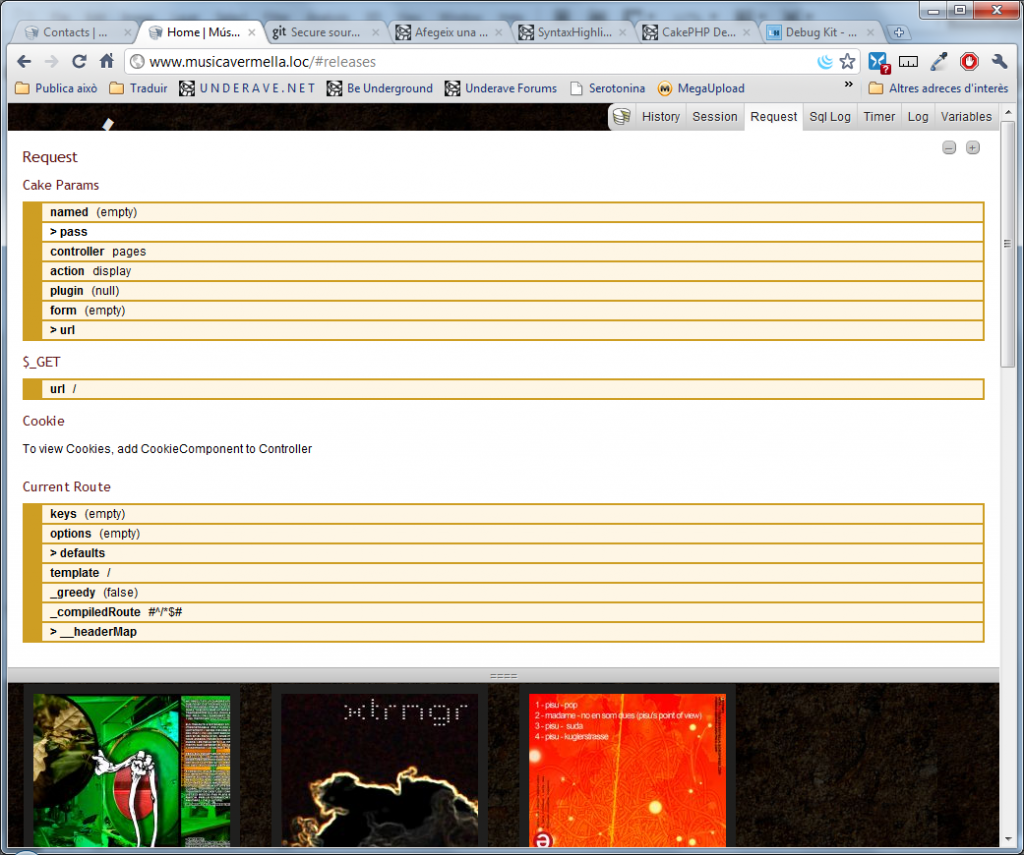 Contacts | ...
Home | Mús...
git Secure sour...
Afegeix una ...
SyntaxHighli...
CakePHP De...
Debug Kit - ...
www.musicavermella.loc/#releases
Publica això
Traduir
U N D E R A V E . N E T
Be Underground
Underave Forums
Serotonina
MegaUpload
»
Altres adreces d'interès
History
Session
Request
Sql Log
Timer
Log
Variables
Request
Cake Params
named (empty)
> pass
controller pages
action display
plugin (null)
form (empty)
> url
$_GET
url /
Cookie
To view Cookies, add CookieComponent to Controller
Current Route
keys (empty)
options (empty)
> defaults
template /
_greedy (false)
_compiledRoute #^/*$#
> __headerMap
xtrngr
1 - pisu - pop
2 - madame - no en som dues (pisu's point of view)
3 - pisu - suda
4 - pisu - kuglerstrasse